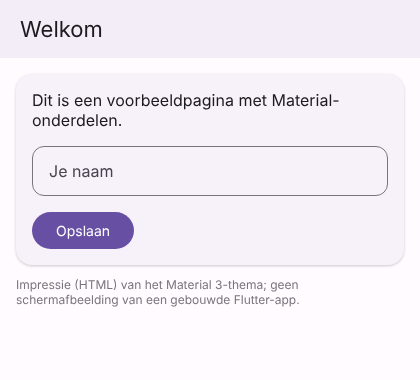 Welkom
Dit is een voorbeeldpagina met Material-
onderdelen.
Je naam
Opslaan
Impressie (HTML) van het Material 3-thema; geen
schermafbeelding van een gebouwde Flutter-app.